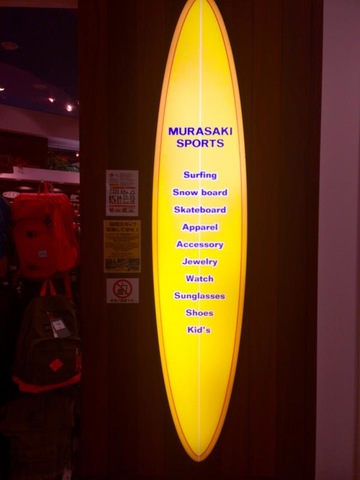 MURASAKI
SPORTS
Surfing
Snow board
Skateboard
Apparel
Accessory
Jewelry
Watch
Sunglasses
Shoes
Kid's